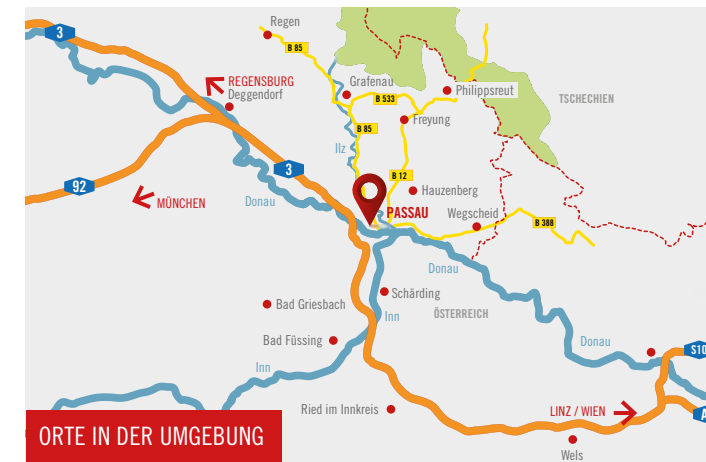 Regen
3
B 85
REGENSBURG
Deggendorf
Grafenau
B 533
Philippsreut
TSCHECHIEN
Freyung
B 85
Ilz
3
B 12
92
Hauzenberg
MÜNCHEN
Donau
PASSAU
Wegscheid
B 388
Donau
Schärding
Bad Griesbach
ÖSTERREICH
Inn
Bad Füssing
Donau
S10
Inn
Ried im Innkreis
LINZ / WIEN
A
ORTE IN DER UMGEBUNG
Wels